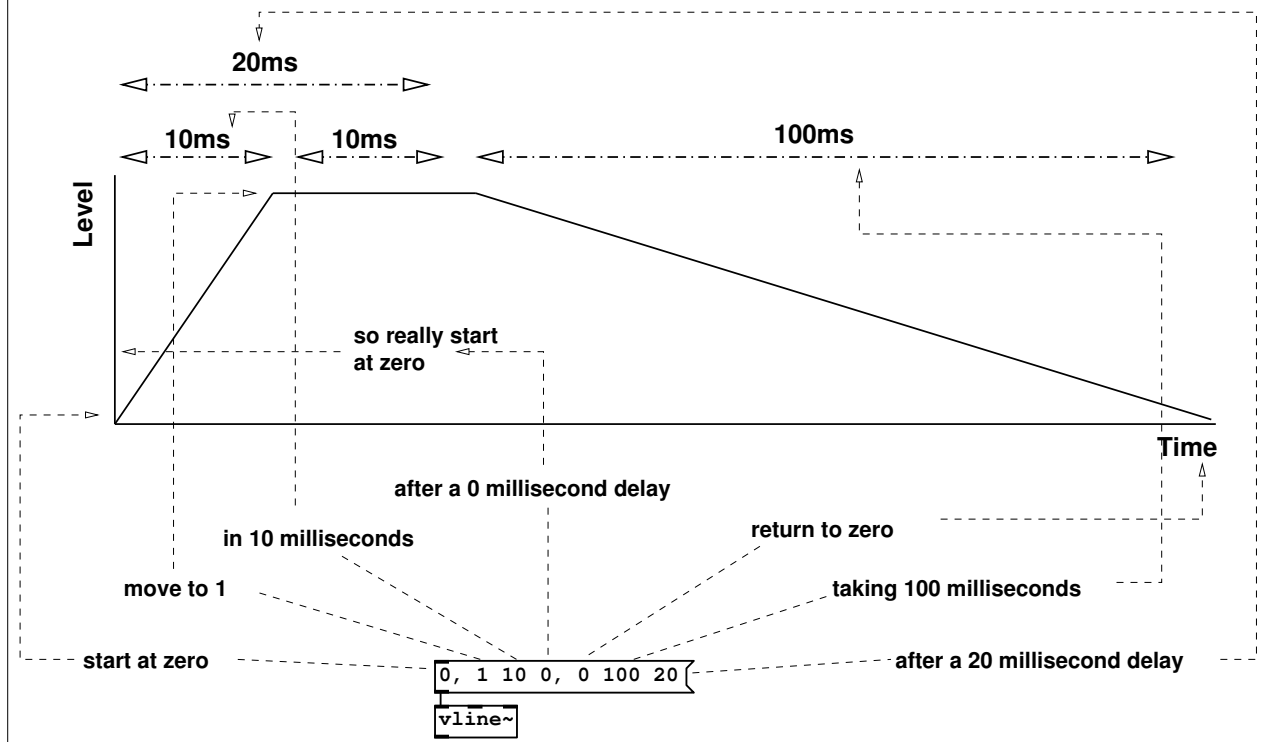 20ms
10ms
10ms
100ms
Level
so really start
at zero
Time
after a 0 millisecond delay
return to zero
in 10 milliseconds
move to 1
taking 100 milliseconds
start at zero
after a 20 millisecond delay
0, 1 10 0, 0 100 20
vline~